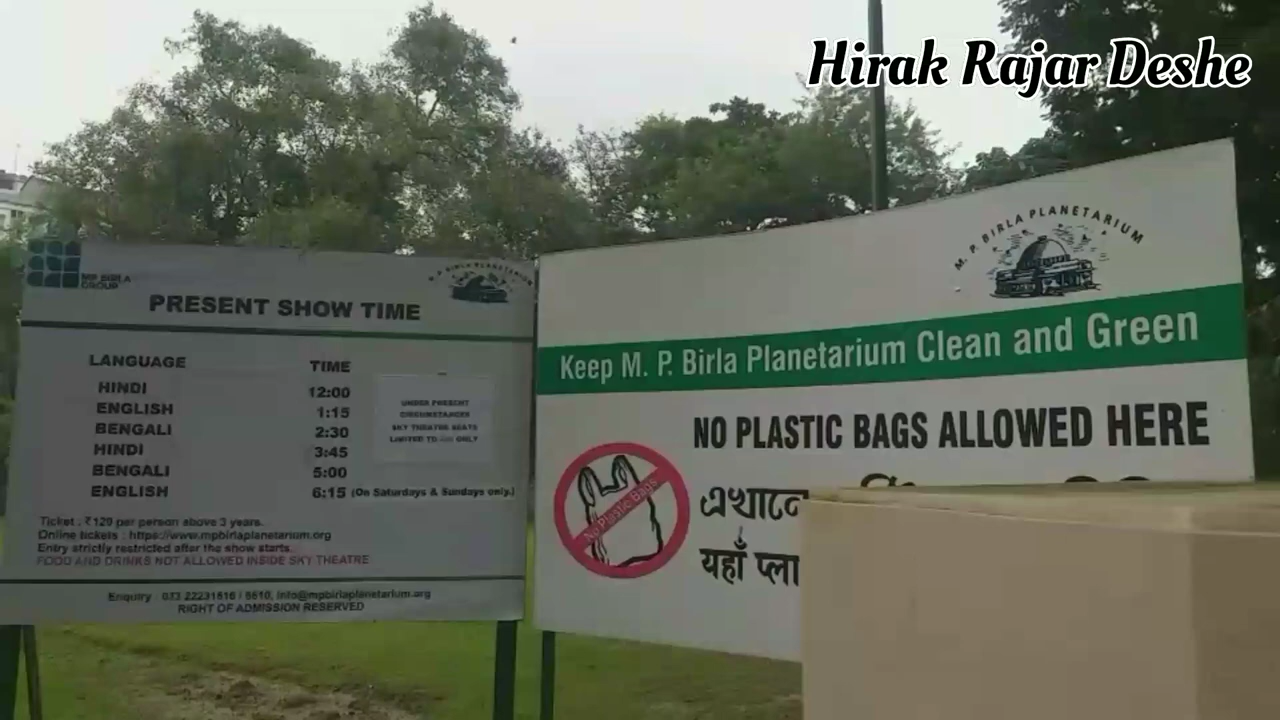 Hirak Rajar Deshe
MP BIRLA
GROUP
M. P. BIRLA PLANETARIUM
PRESENT SHOW TIME
LANGUAGE TIME
HINDI 12:00
ENGLISH 1:15
BENGALI 2:30
HINDI 3:45
BENGALI 5:00
ENGLISH 6:15 (On Saturdays & Sundays only.)
UNDER PRESENT
CIRCUMSTANCES
SKY THEATRE SEATS
LIMITED TO ONLY
Ticket : ₹120 per person above 3 years.
Online tickets : https://www.mpbirlaplanetarium.org
Entry strictly restricted after the show starts.
FOOD AND DRINKS NOT ALLOWED INSIDE SKY THEATRE
Enquiry : 033 22231516 / 6610, info@mpbirlaplanetarium.org
RIGHT OF ADMISSION RESERVED
M. P. BIRLA PLANETARIUM
Keep M. P. Birla Planetarium Clean and Green
NO PLASTIC BAGS ALLOWED HERE
No Plastic Bags
এখানে
यहाँ प्ला